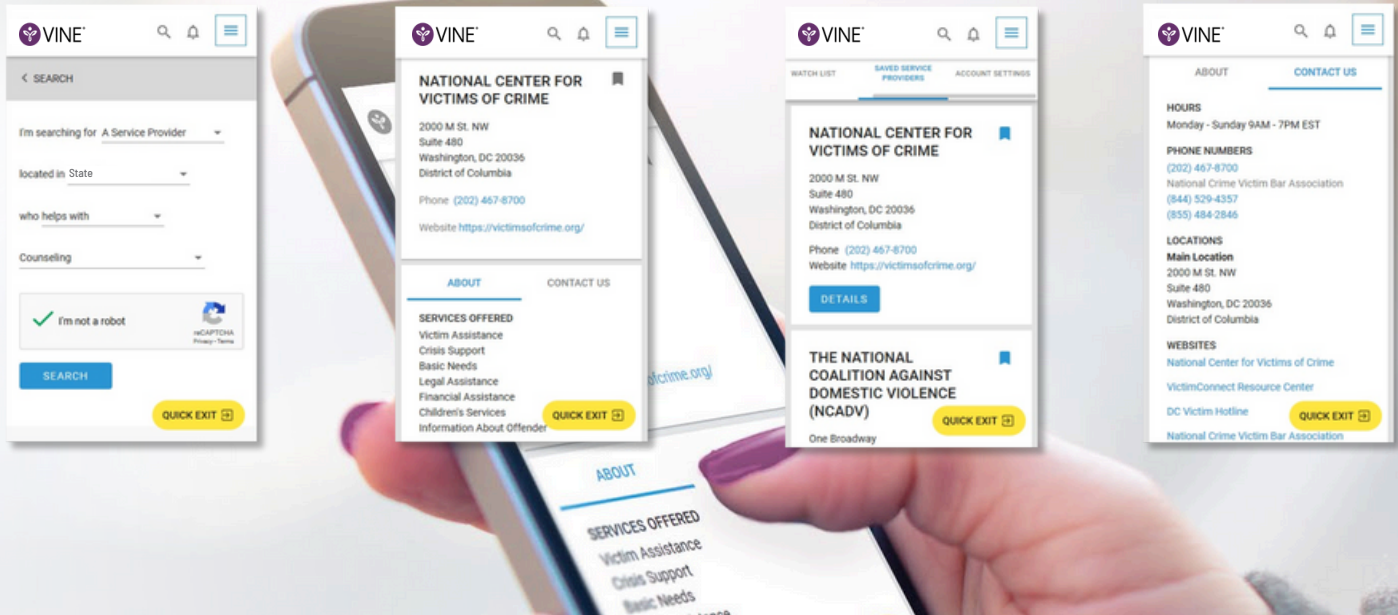 VINE®
< SEARCH
I'm searching for A Service Provider
located in State
who helps with
Counseling
I'm not a robot
reCAPTCHA
Privacy - Terms
SEARCH
QUICK EXIT
VINE®
NATIONAL CENTER FOR
VICTIMS OF CRIME
2000 M St. NW
Suite 480
Washington, DC 20036
District of Columbia
Phone (202) 467-8700
Website https://victimsofcrime.org/
ABOUT CONTACT US
SERVICES OFFERED
Victim Assistance
Crisis Support
Basic Needs
Legal Assistance
Financial Assistance
Children's Services
Information About Offender
QUICK EXIT
VINE®
WATCH LIST
SAVED SERVICE
PROVIDERS
ACCOUNT SETTINGS
NATIONAL CENTER FOR
VICTIMS OF CRIME
2000 M St. NW
Suite 480
Washington, DC 20036
District of Columbia
Phone (202) 467-8700
Website https://victimsofcrime.org/
DETAILS
THE NATIONAL
COALITION AGAINST
DOMESTIC VIOLENCE
(NCADV)
One Broadway
QUICK EXIT
VINE®
ABOUT CONTACT US
HOURS
Monday - Sunday 9AM - 7PM EST
PHONE NUMBERS
(202) 467-8700
National Crime Victim Bar Association
(844) 529-4357
(855) 484-2846
LOCATIONS
Main Location
2000 M St. NW
Suite 480
Washington, DC 20036
District of Columbia
WEBSITES
National Center for Victims of Crime
VictimConnect Resource Center
DC Victim Hotline
National Crime Victim Bar Association
QUICK EXIT
ofcrime.org/
ABOUT
SERVICES OFFERED
Victim Assistance
Crisis Support
Basic Needs